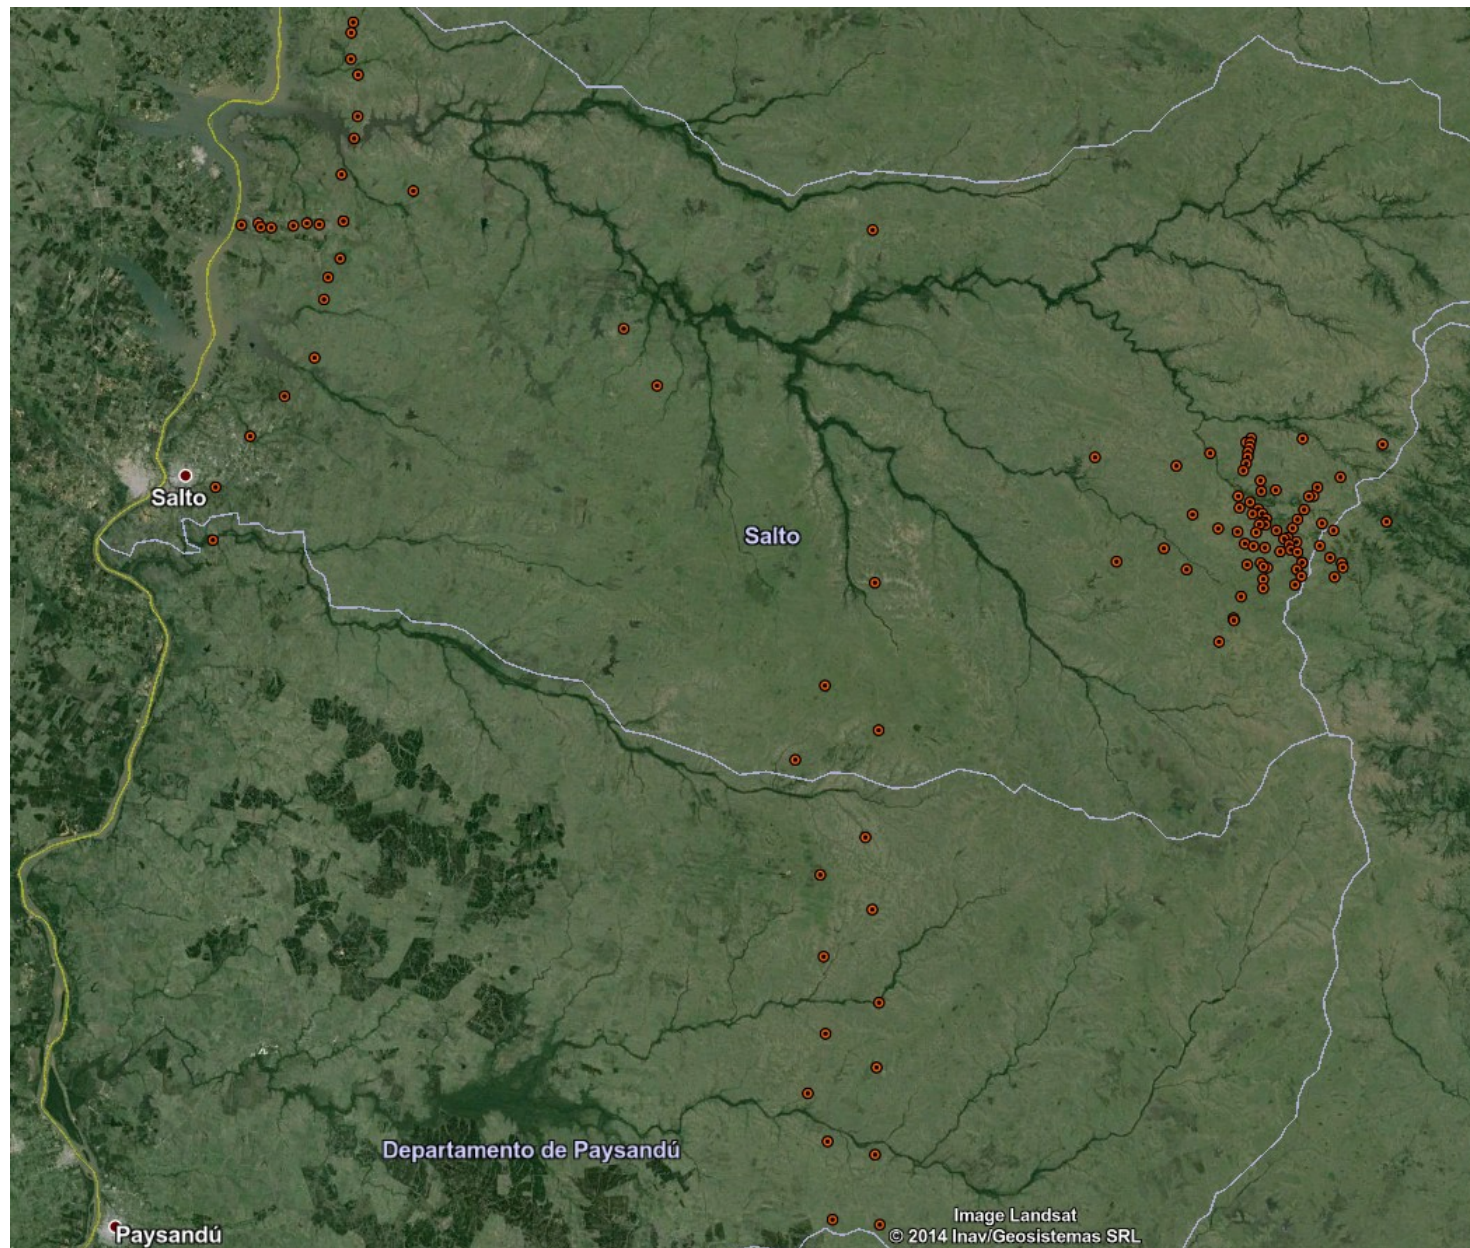 Salto
Salto
Departamento de Paysandú
Paysandú
Image Landsat
© 2014 Inav/Geosistemas SRL